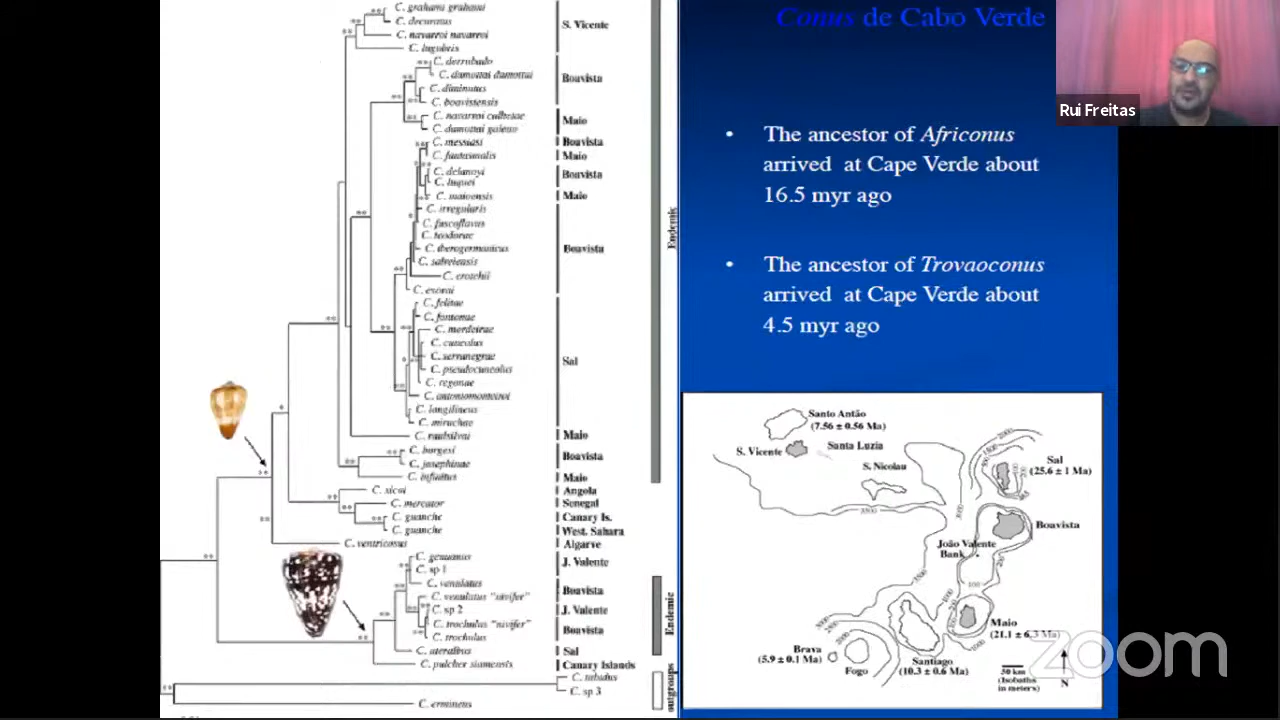 C. grahami grahami
C. decoratus
C. navarroi navarroi
C. lugubris
S. Vicente
C. derrubado
C. damottai damottai
C. diminutus
C. boavistensis
Boavista
C. navarroi calhetae
C. damottai galeao
Maio
C. messiasi
Boavista
C. fantasmalis
Maio
C. delanoyi
C. luquei
Boavista
C. maioensis
Maio
C. irregularis
C. fuscoflavus
C. teodorae
C. iberogermanicus
C. salreiensis
C. crotchii
C. evorai
Boavista
C. felitae
C. fontonae
C. mordeirae
C. cuneolus
C. serranegrae
C. pseudocuneolus
C. regonae
C. antoniomonteiroi
C. longilineus
C. miruchae
Sal
C. raulsilvai
Maio
C. borgesi
C. josephinae
Boavista
C. infinitus
Maio
Endemic
C. xicoi
Angola
C. mercator
Senegal
C. guanche
Canary Is.
C. guanche
West. Sahara
C. ventricosus
Algarve
C. genuanus
C. sp 1
J. Valente
C. venulatus
C. venulatus "nivifer"
Boavista
C. sp 2
J. Valente
C. trochulus "nivifer"
C. trochulus
Boavista
C. ateralbus
Sal
Endemic
C. pulcher siamensis
Canary Islands
C. tabidus
C. sp 3
C. ermineus
outgroups
Conus de Cabo Verde
• The ancestor of Africonus
arrived at Cape Verde about
16.5 myr ago
• The ancestor of Trovaoconus
arrived at Cape Verde about
4.5 myr ago
Rui Freitas
Santo Antão
(7.56 ± 0.56 Ma)
S. Vicente
Santa Luzia
S. Nicolau
Sal
(25.6 ± 1 Ma)
Boavista
João Valente
Bank
Maio
(21.1 ± 6.3 Ma)
Brava
(5.9 ± 0.1 Ma)
Fogo
Santiago
(10.3 ± 0.6 Ma)
50 km
(Isobaths
in meters)
N
zoom